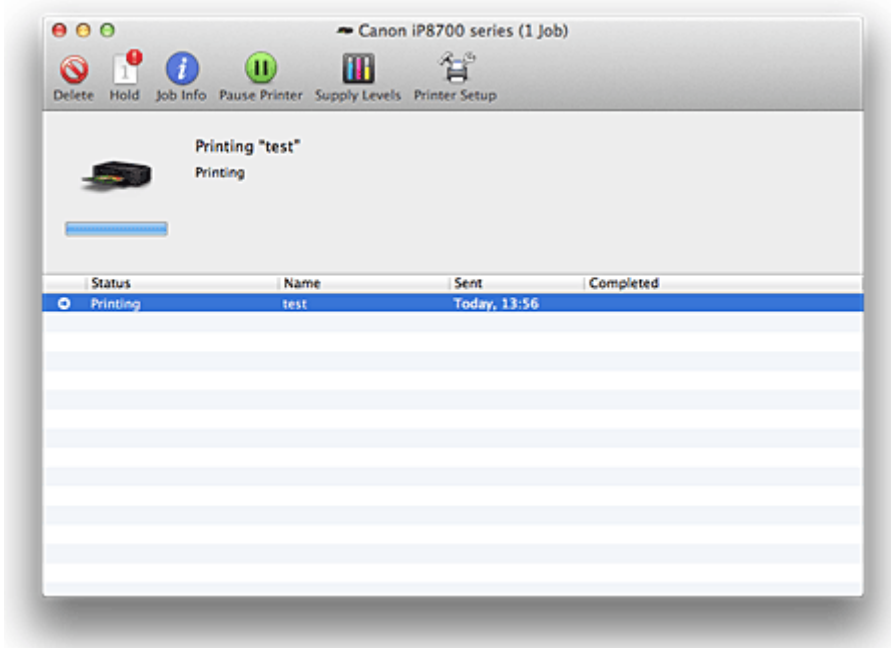 Canon iP8700 series (1 Job)
1
Delete Hold Job Info Pause Printer Supply Levels Printer Setup
Printing "test"
Printing
Status Name Sent Completed
Printing test Today, 13:56